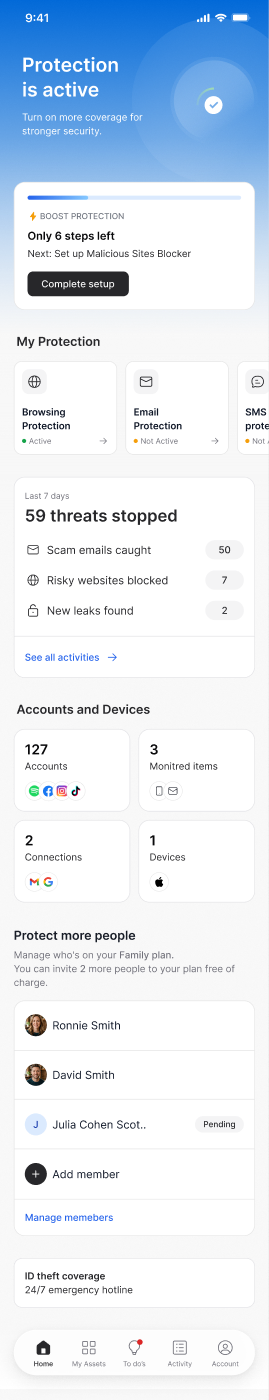 9:41
Protection
is active
Turn on more coverage for
stronger security.
BOOST PROTECTION
Only 6 steps left
Next: Set up Malicious Sites Blocker
Complete setup
My Protection
Browsing
Protection
Active
Email
Protection
Not Active
SMS
prote
Not
Last 7 days
59 threats stopped
Scam emails caught 50
Risky websites blocked 7
New leaks found 2
See all activities
Accounts and Devices
127
Accounts
3
Monitred items
2
Connections
1
Devices
Protect more people
Manage who's on your Family plan.
You can invite 2 more people to your plan free of
charge.
Ronnie Smith
David Smith
J Julia Cohen Scot.. Pending
Add member
Manage memebers
ID theft coverage
24/7 emergency hotline
Home My Assets To do's Activity Account